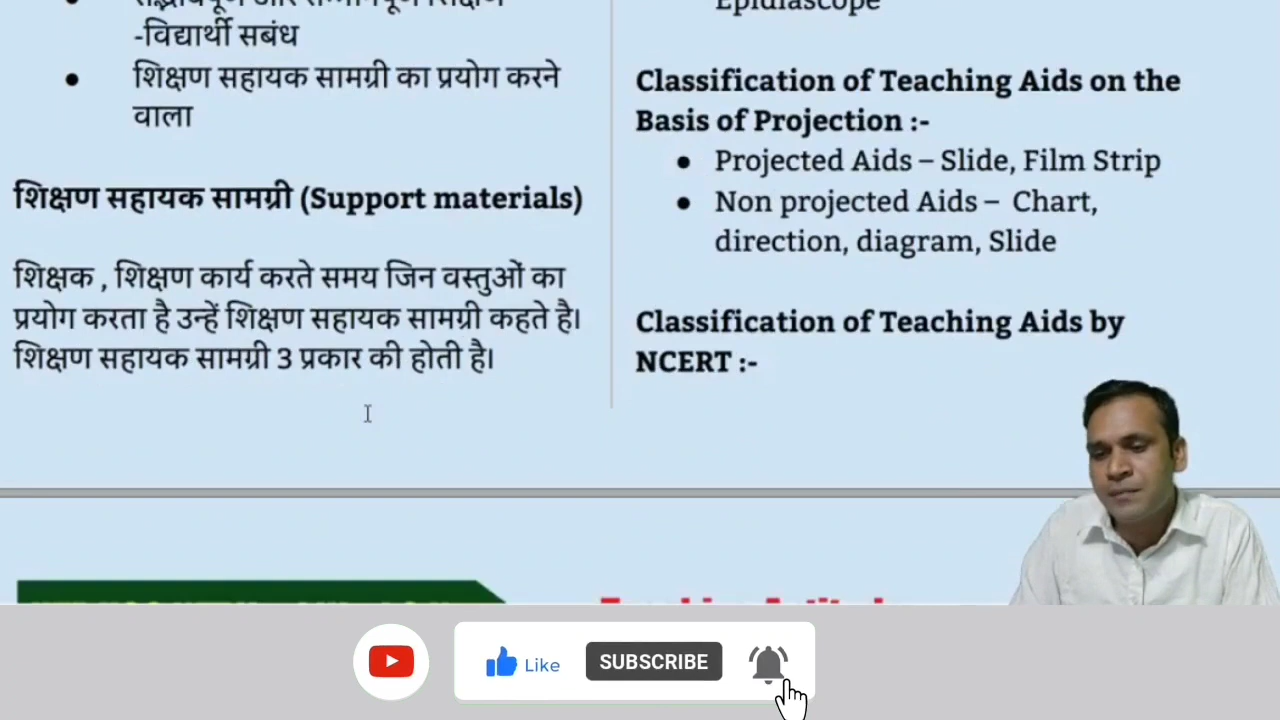 -विद्यार्थी सबंध
• शिक्षण सहायक सामग्री का प्रयोग करने
वाला
शिक्षण सहायक सामग्री (Support materials)
शिक्षक , शिक्षण कार्य करते समय जिन वस्तुओं का
प्रयोग करता है उन्हें शिक्षण सहायक सामग्री कहते है।
शिक्षण सहायक सामग्री 3 प्रकार की होती है।
Epidiascope
Classification of Teaching Aids on the
Basis of Projection :-
• Projected Aids – Slide, Film Strip
• Non projected Aids – Chart,
direction, diagram, Slide
Classification of Teaching Aids by
NCERT :-
Like
SUBSCRIBE